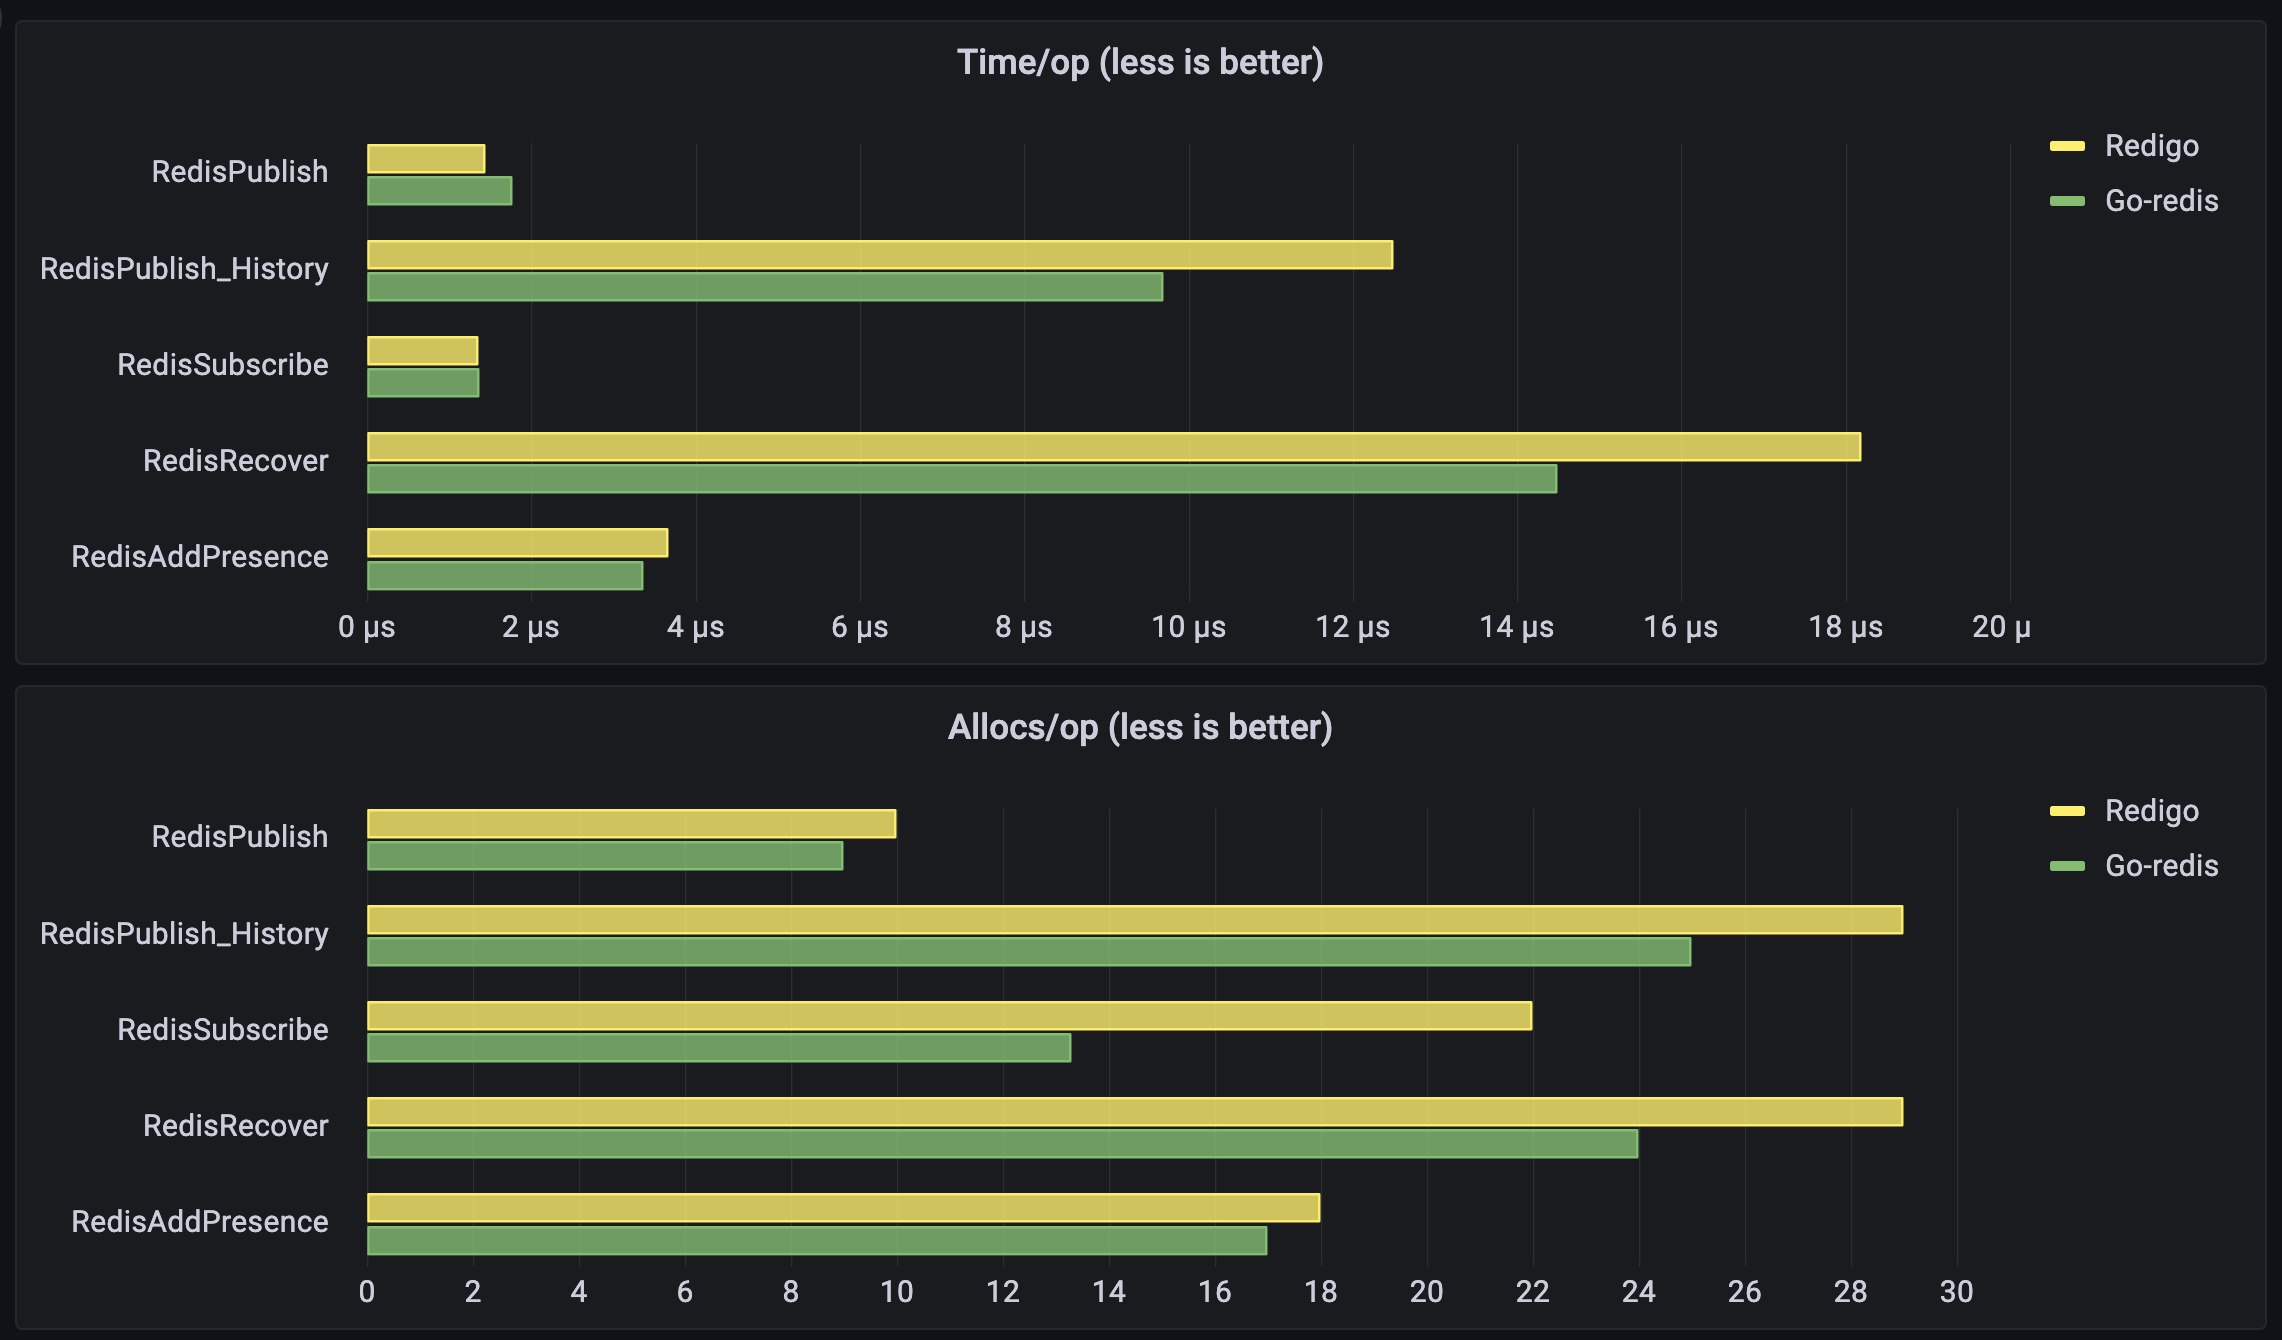 Time/op (less is better)
Redigo
Go-redis
RedisPublish
RedisPublish_History
RedisSubscribe
RedisRecover
RedisAddPresence
0 µs 2 µs 4 µs 6 µs 8 µs 10 µs 12 µs 14 µs 16 µs 18 µs 20 µ
Allocs/op (less is better)
Redigo
Go-redis
RedisPublish
RedisPublish_History
RedisSubscribe
RedisRecover
RedisAddPresence
0 2 4 6 8 10 12 14 16 18 20 22 24 26 28 30